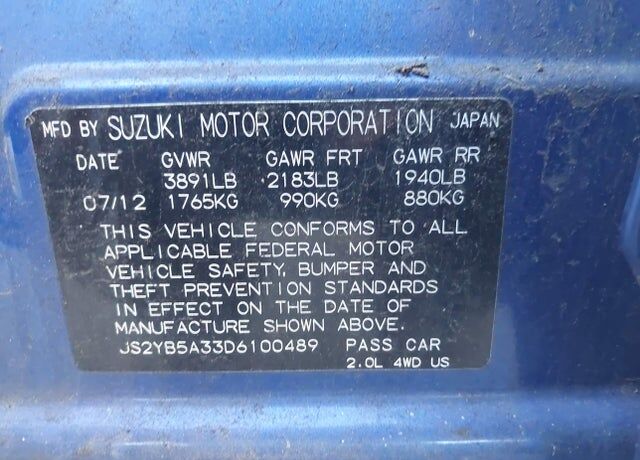 MFD BY SUZUKI MOTOR CORPORATION JAPAN
DATE GVWR GAWR FRT GAWR RR
3891LB 2183LB 1940LB
07/12 1765KG 990KG 880KG
THIS VEHICLE CONFORMS TO ALL
APPLICABLE FEDERAL MOTOR
VEHICLE SAFETY, BUMPER AND
THEFT PREVENTION STANDARDS
IN EFFECT ON THE DATE OF
MANUFACTURE SHOWN ABOVE.
JS2YB5A33D6100489 PASS CAR
2.0L 4WD US